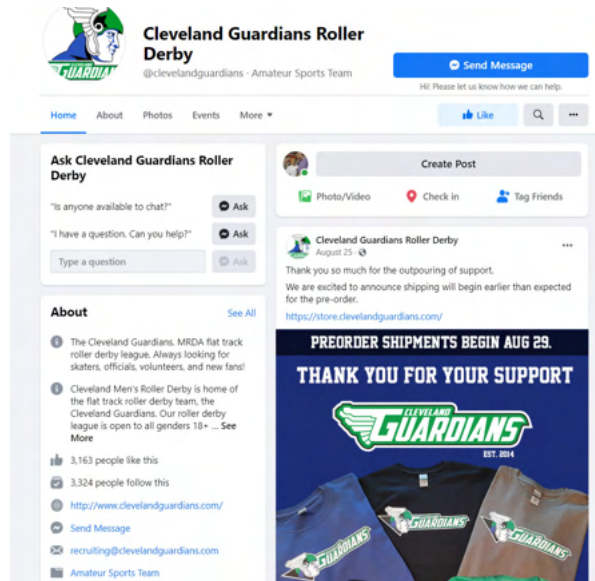 GUARDIANS
Cleveland Guardians Roller
Derby
@clevelandguardians · Amateur Sports Team
Send Message
Hi! Please let us know how we can help.
Home About Photos Events More
Like
Ask Cleveland Guardians Roller
Derby
"Is anyone available to chat?" Ask
"I have a question. Can you help?" Ask
Type a question Ask
About See All
The Cleveland Guardians. MRDA flat track
roller derby league. Always looking for
skaters, officials, volunteers, and new fans!
Cleveland Men's Roller Derby is home of
the flat track roller derby team, the
Cleveland Guardians. Our roller derby
league is open to all genders 18+ ... See
More
3,163 people like this
3,324 people follow this
http://www.clevelandguardians.com/
Send Message
recruiting@clevelandguardians.com
Amateur Sports Team
Create Post
Photo/Video Check in Tag Friends
Cleveland Guardians Roller Derby
August 25 ·
Thank you so much for the outpouring of support.
We are excited to announce shipping will begin earlier than expected
for the pre-order.
https://store.clevelandguardians.com/
PREORDER SHIPMENTS BEGIN AUG 29.
THANK YOU FOR YOUR SUPPORT
CLEVELAND
GUARDIANS
EST. 2014
GUARDIANS
GUARDIANS
GUARDIANS